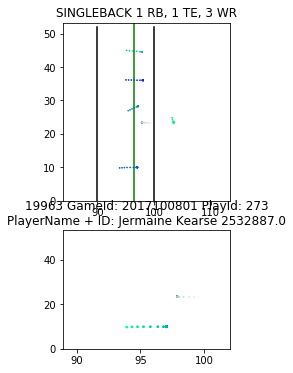 SINGLEBACK 1 RB, 1 TE, 3 WR
50
40
30
20
10
0
90 100 110
19963 GameId: 2017100801 PlayId: 273
PlayerName + ID: Jermaine Kearse 2532887.0
40
20
0
90 95 100